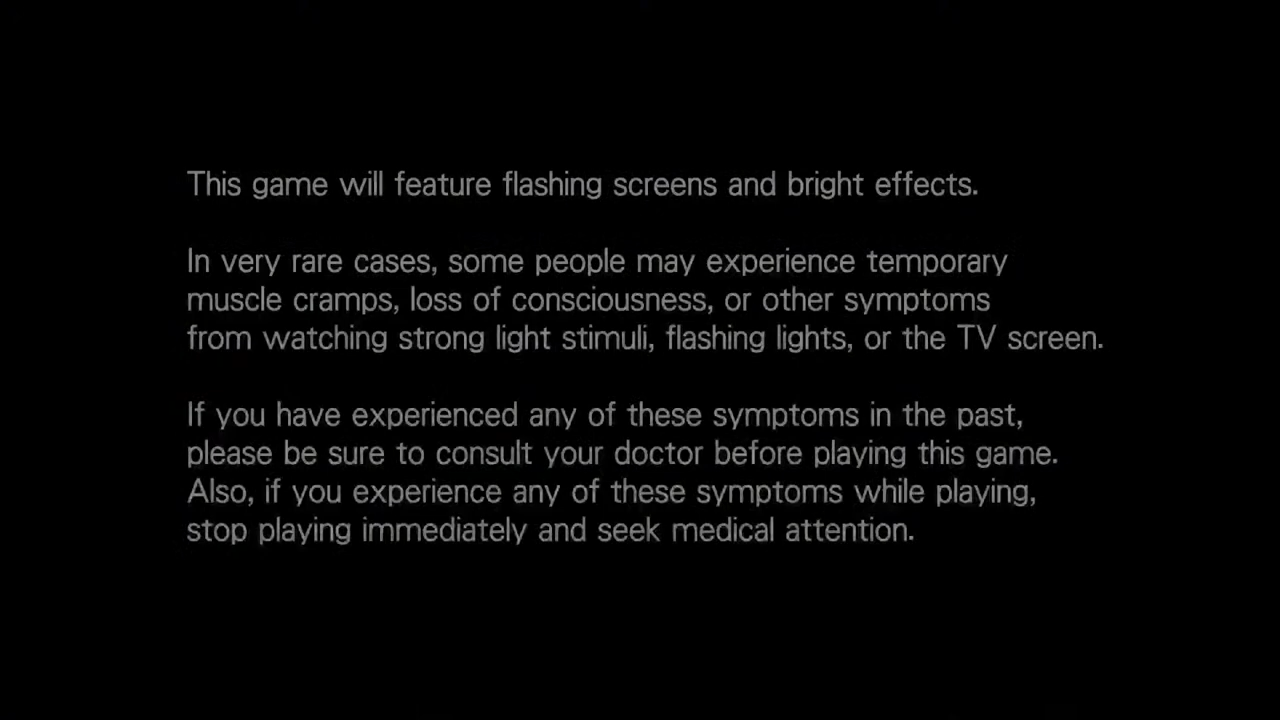 This game will feature flashing screens and bright effects.
In very rare cases, some people may experience temporary
muscle cramps, loss of consciousness, or other symptoms
from watching strong light stimuli, flashing lights, or the TV screen.
If you have experienced any of these symptoms in the past,
please be sure to consult your doctor before playing this game.
Also, if you experience any of these symptoms while playing,
stop playing immediately and seek medical attention.